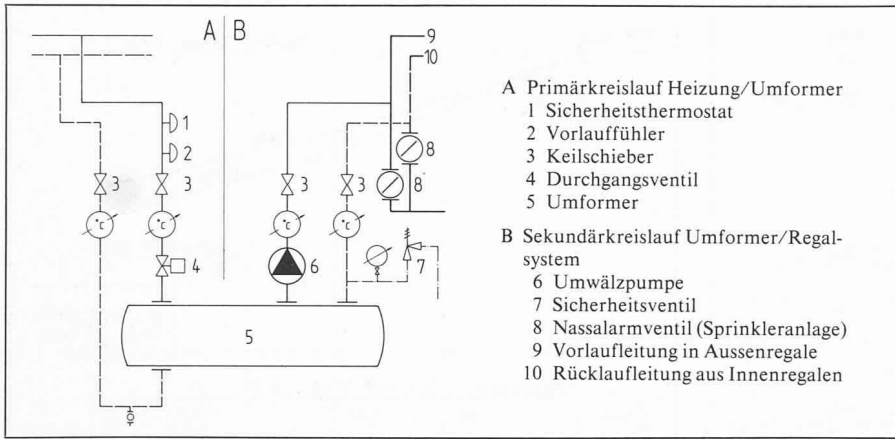 A B
9
10
1
2
3
3
3
3
8
8
°C
°C
°C
°C
4
6
7
5
A Primärkreislauf Heizung/Umformer
1 Sicherheitsthermostat
2 Vorlauffühler
3 Keilschieber
4 Durchgangsventil
5 Umformer
B Sekundärkreislauf Umformer/Regal-
system
6 Umwälzpumpe
7 Sicherheitsventil
8 Nassalarmventil (Sprinkleranlage)
9 Vorlaufleitung in Aussenregale
10 Rücklaufleitung aus Innenregalen